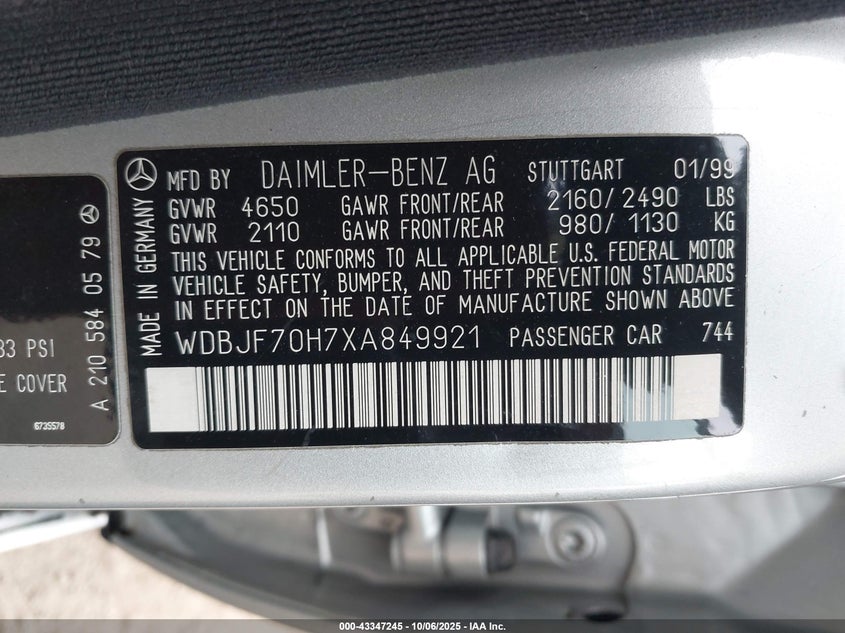 MFD BY DAIMLER-BENZ AG STUTTGART 01/99
GVWR 4650 GAWR FRONT/REAR 2160/2490 LBS
GVWR 2110 GAWR FRONT/REAR 980/1130 KG
THIS VEHICLE CONFORMS TO ALL APPLICABLE U.S. FEDERAL MOTOR
VEHICLE SAFETY, BUMPER, AND THEFT PREVENTION STANDARDS
IN EFFECT ON THE DATE OF MANUFACTURE SHOWN ABOVE
WDBJF70H7XA849921 PASSENGER CAR 744
MADE IN GERMANY
A 210 584 05 79
33 PSI
E COVER
6735578
000-43347245 | 10/06/2025 | IAA Inc.